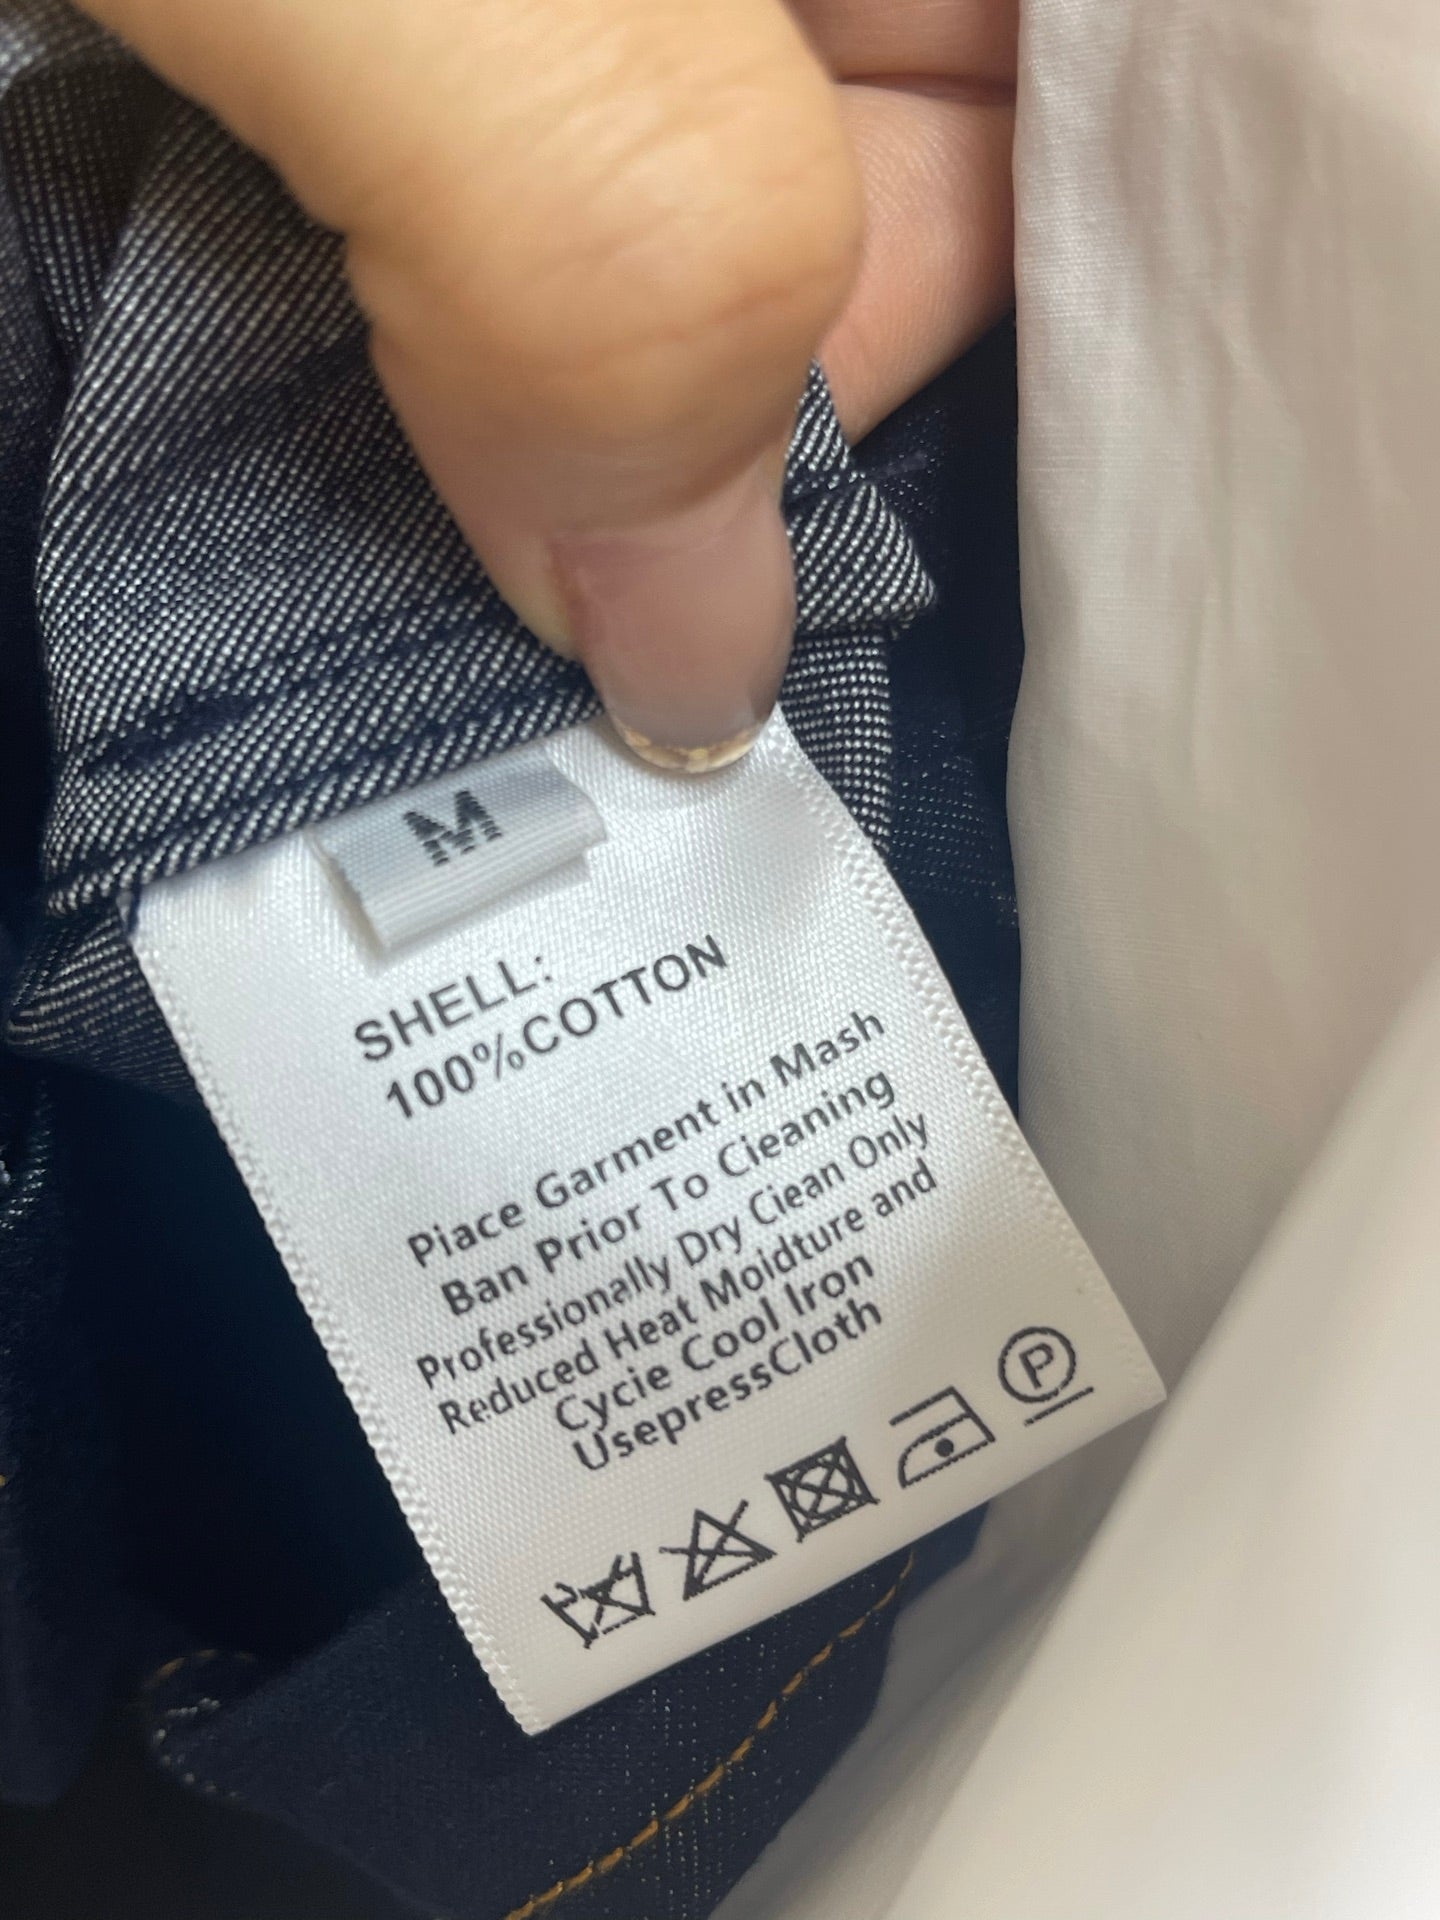 M
SHELL:
100%COTTON
Piace Garment in Mash
Ban Prior To Cieaning
Professionally Dry Ciean Only
Reduced Heat Moidture and
Cycie Cool Iron
UsepressCloth
P